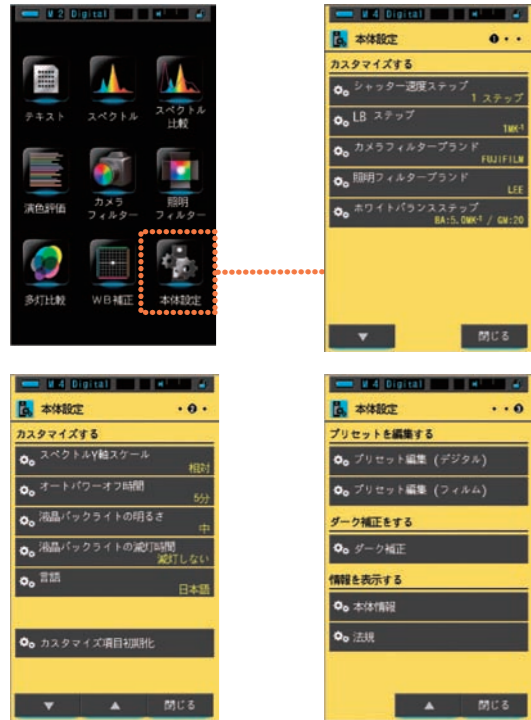 M 2 Digital
テキスト
スペクトル
スペクトル
比較
演色評価
カメラ
フィルター
照明
フィルター
多灯比較
WB補正
本体設定
M 4 Digital
本体設定
❶・・
カスタマイズする
シャッター速度ステップ
1 ステップ
LB ステップ
1MK⁻¹
カメラフィルターブランド
FUJIFILM
照明フィルターブランド
LEE
ホワイトバランスステップ
BA:5.0MK⁻¹ / GM:20
▼
閉じる
M 4 Digital
本体設定
・❷・
カスタマイズする
スペクトルY軸スケール
相対
オートパワーオフ時間
5分
液晶バックライトの明るさ
中
液晶バックライトの減灯時間
減灯しない
言語
日本語
カスタマイズ項目初期化
▼ ▲ 閉じる
M 4 Digital
本体設定
・・❸
プリセットを編集する
プリセット編集 (デジタル)
プリセット編集 (フィルム)
ダーク補正をする
ダーク補正
情報を表示する
本体情報
法規
▲ 閉じる